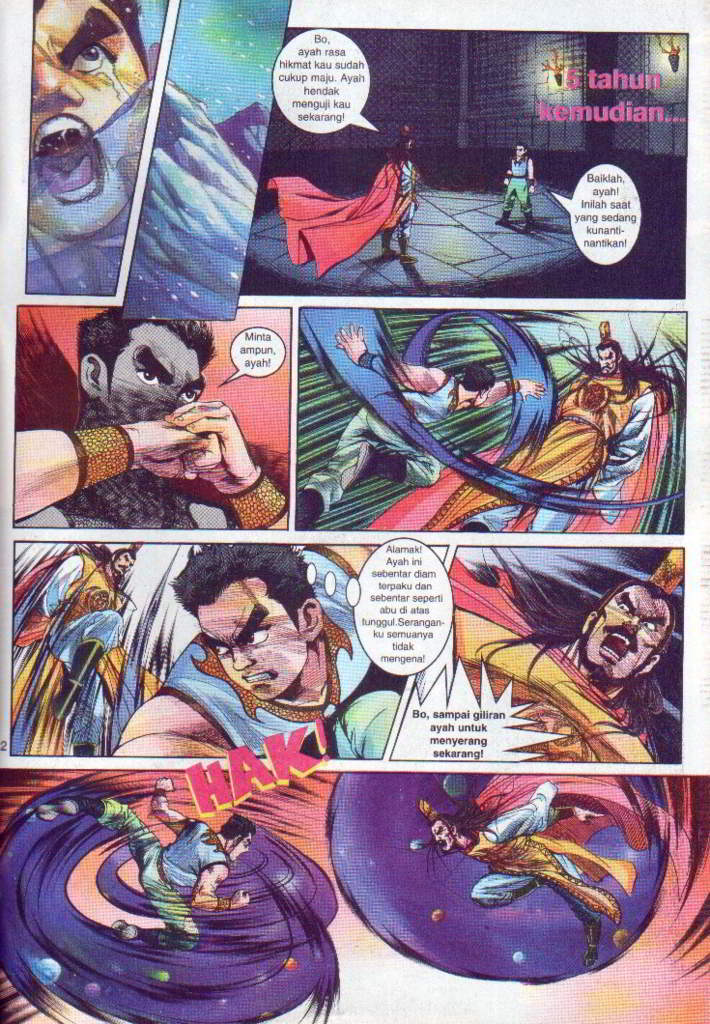 Bo,
ayah rasa
hikmat kau sudah
cukup maju. Ayah
hendak
menguji kau
sekarang!
5 tahun
kemudian...
Baiklah,
ayah!
Inilah saat
yang sedang
kunanti-
nantikan!
Minta
ampun,
ayah!
Alamak!
Ayah ini
sebentar diam
terpaku dan
sebentar seperti
abu di atas
tunggul.Serangan-
ku semuanya
tidak
mengena!
Bo, sampai giliran
ayah untuk
menyerang
sekarang!
2
HAK!